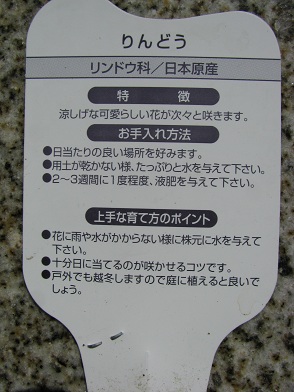 りんどう
リンドウ科／日本原産
特徴
涼しげな可愛らしい花が次々と咲きます。
お手入れ方法
●日当たりの良い場所を好みます。
●用土が乾かない様、たっぷりと水を与えて下さい。
●2～3週間に1度程度、液肥を与えて下さい。
上手な育て方のポイント
●花に雨や水がかからない様に株元に水を与えて
下さい。
●十分日に当てるのが咲かせるコツです。
●戸外でも越冬しますので庭に植えると良いで
しょう。